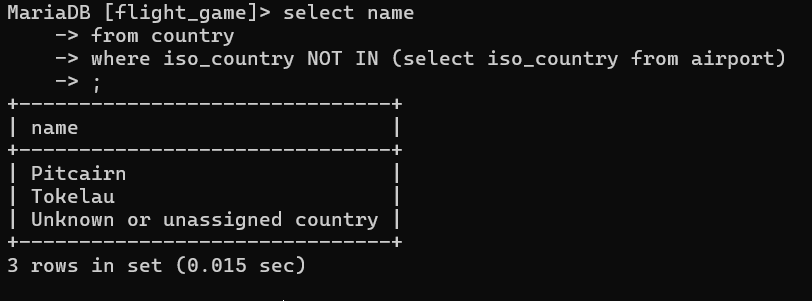 MariaDB [flight_game]> select name
    -> from country
    -> where iso_country NOT IN (select iso_country from airport)
    -> ;
+------------------------------+
| name                         |
+------------------------------+
| Pitcairn                     |
| Tokelau                      |
| Unknown or unassigned country |
+------------------------------+
3 rows in set (0.015 sec)